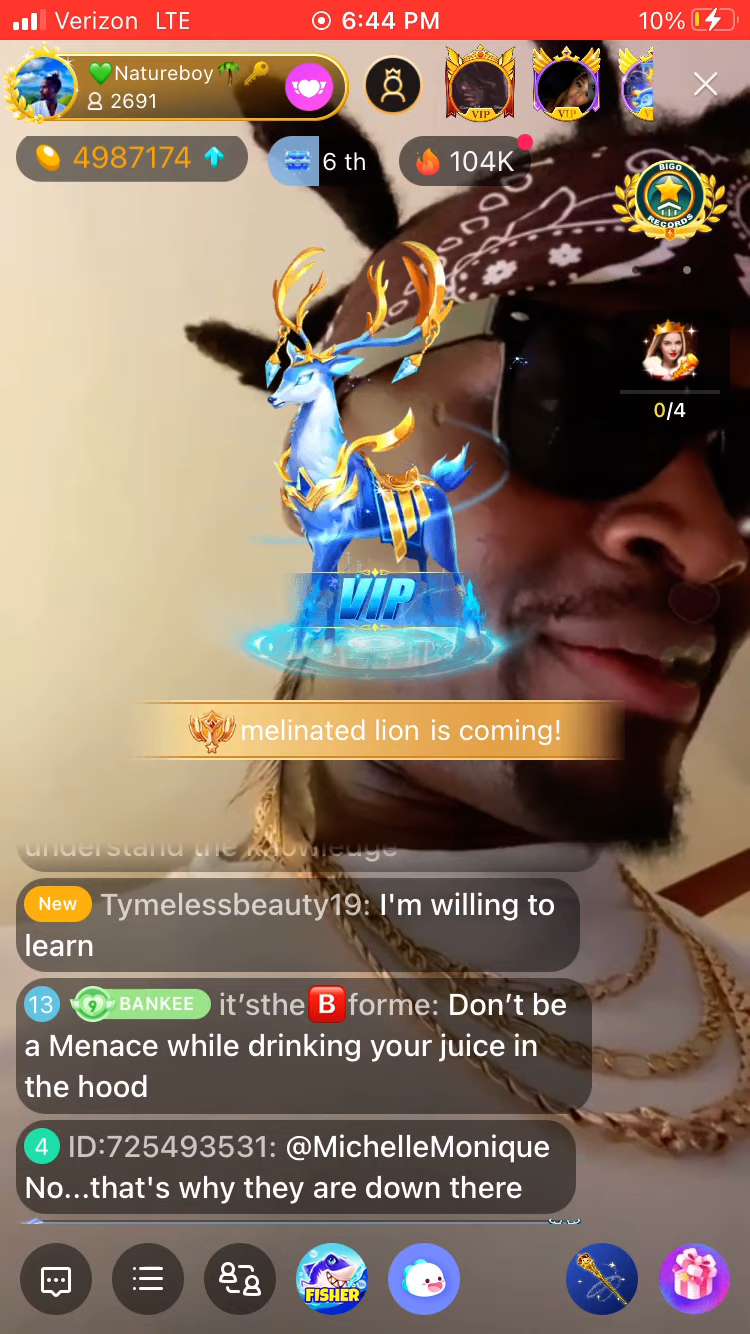 Verizon LTE 6:44 PM 10%
💚Natureboy🌴🔑
2691
VIP VIP VIP
4987174 6 th 104K
BIGO
RECORDS
0/4
VIP
melinated lion is coming!
understand the knowledge
New Tymelessbeauty19: I'm willing to
learn
13 9 BANKEE it'sthe🅱️forme: Don't be
a Menace while drinking your juice in
the hood
4 ID:725493531: @MichelleMonique
No...that's why they are down there
FISHER